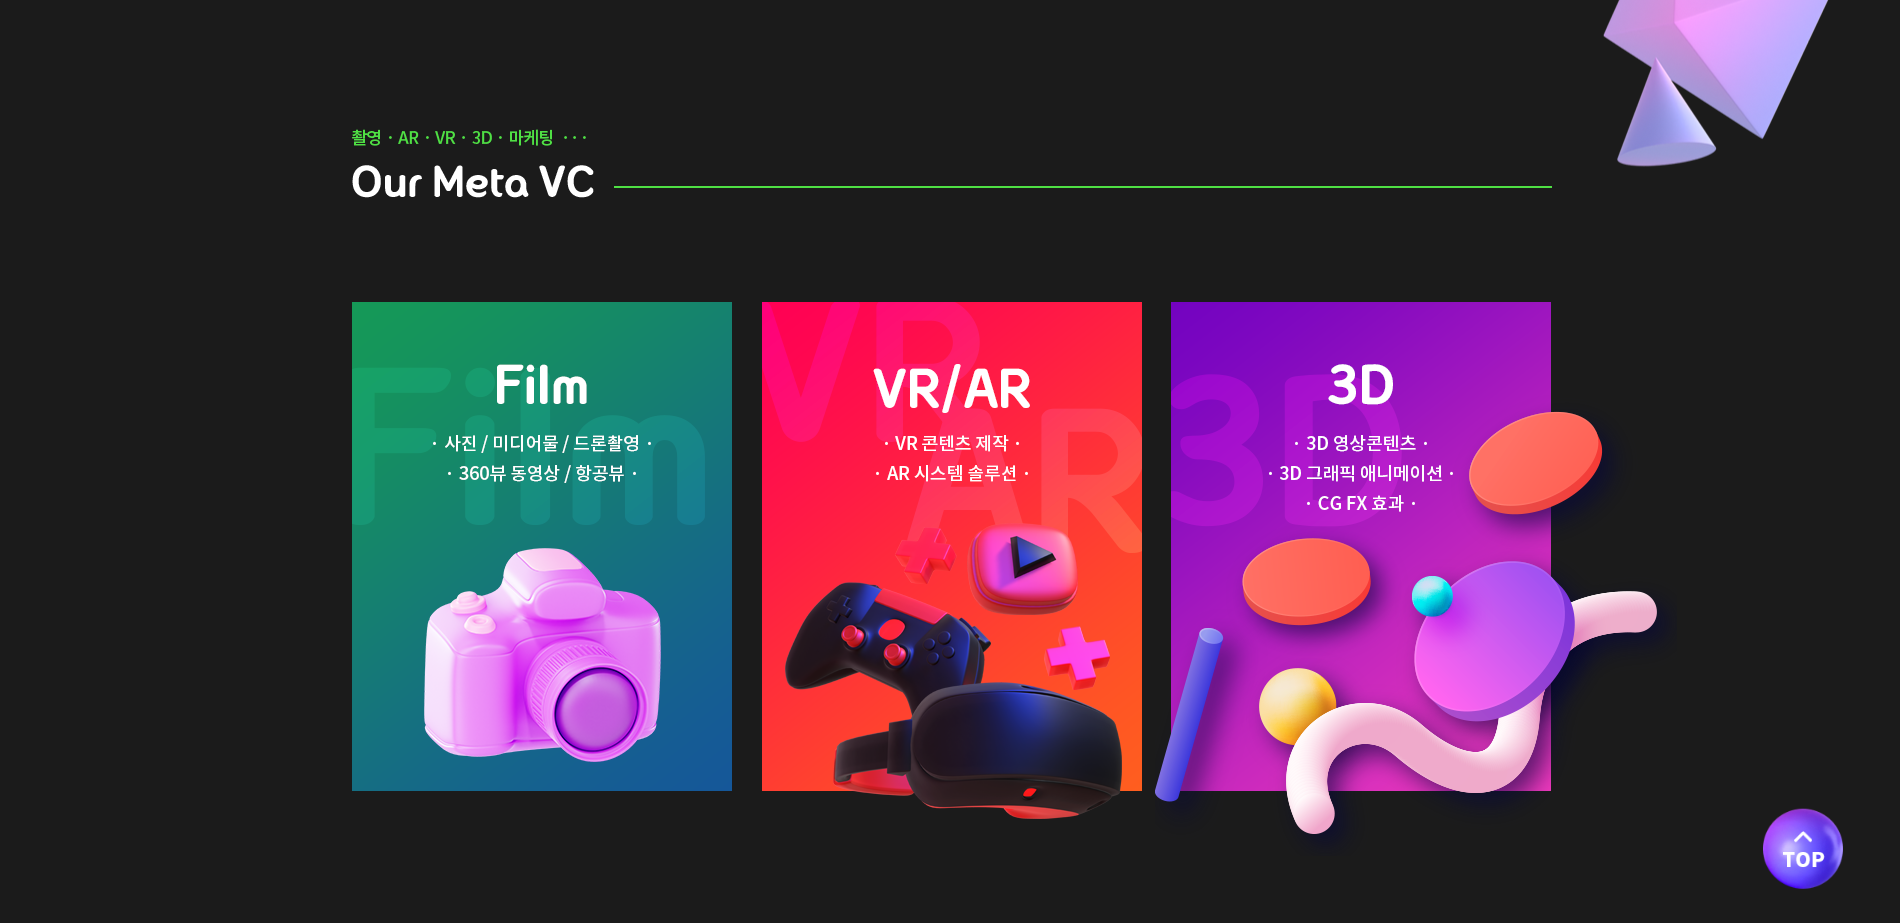 촬영 · AR · VR · 3D · 마케팅 ···
Our Meta VC
Film
Film
· 사진 / 미디어물 / 드론촬영 ·
· 360뷰 동영상 / 항공뷰 ·
VR
AR
VR/AR
· VR 콘텐츠 제작 ·
· AR 시스템 솔루션 ·
3D
3D
· 3D 영상콘텐츠 ·
· 3D 그래픽 애니메이션 ·
· CG FX 효과 ·
TOP